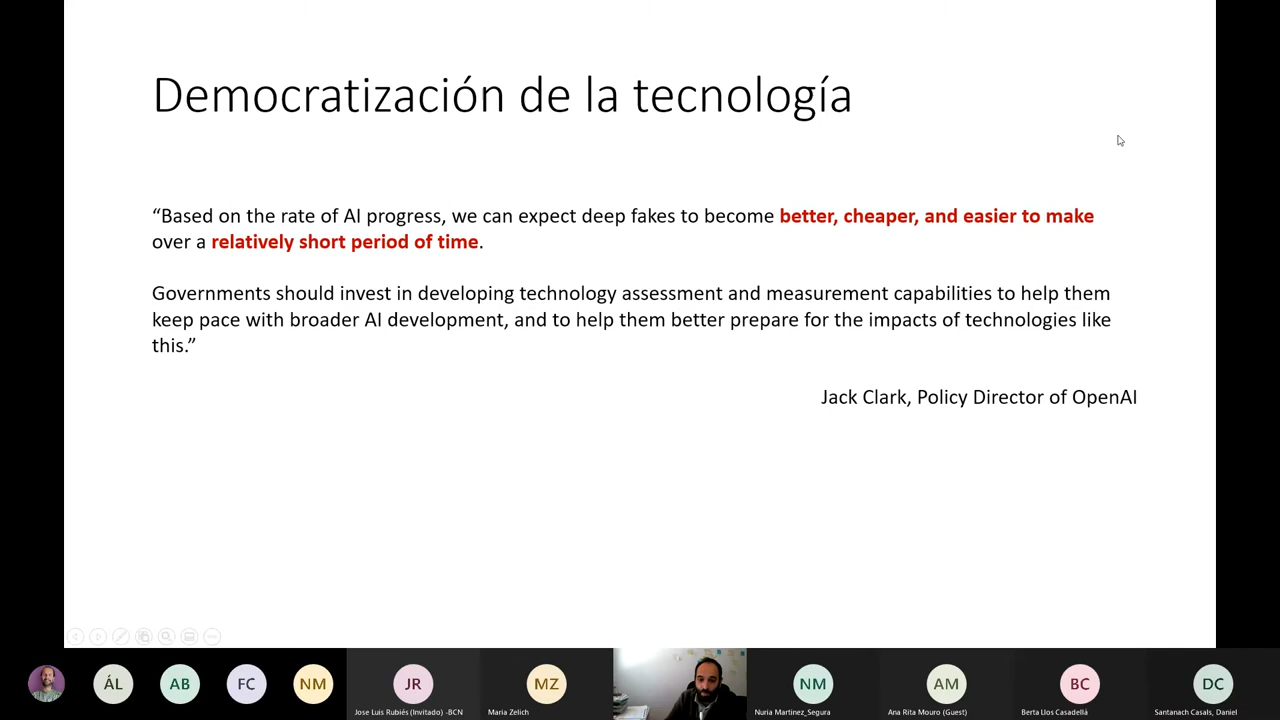 Democratización de la tecnología
“Based on the rate of AI progress, we can expect deep fakes to become better, cheaper, and easier to make
over a relatively short period of time.
Governments should invest in developing technology assessment and measurement capabilities to help them
keep pace with broader AI development, and to help them better prepare for the impacts of technologies like
this.”
Jack Clark, Policy Director of OpenAI
ÁL
AB
FC
NM
JR
MZ
NM
AM
BC
DC
Jose Luis Rubiés (Invitado) -BCN
Maria Zelich
Nuria Martinez_Segura
Ana Rita Mouro (Guest)
Berta Llos Casadellà
Santanach Casals, Daniel